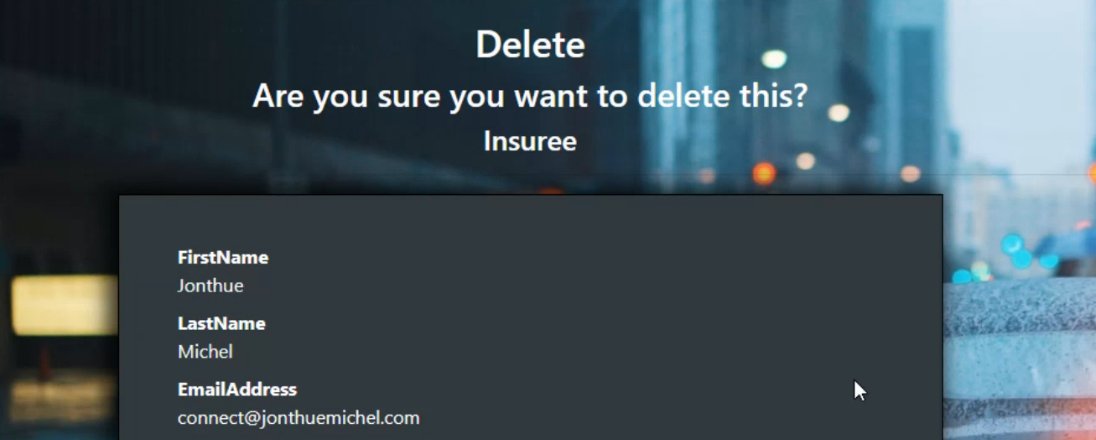 Delete
Are you sure you want to delete this?
Insuree
FirstName
Jonthue
LastName
Michel
EmailAddress
connect@jonthuemichel.com